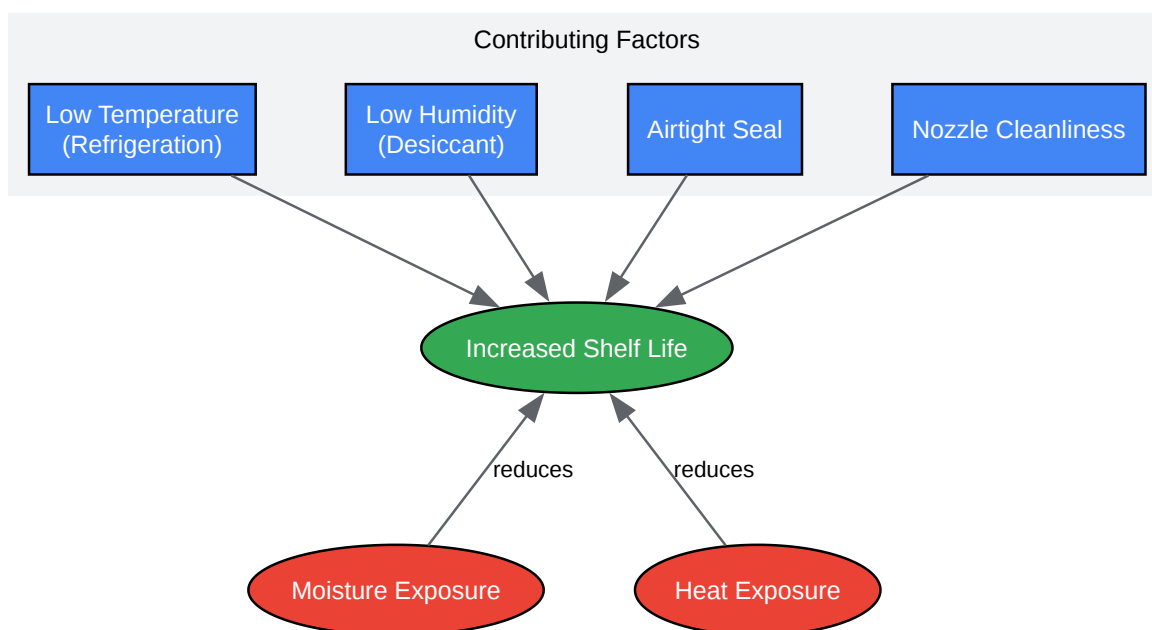 Contributing Factors
Low Temperature
(Refrigeration)
Low Humidity
(Desiccant)
Airtight Seal
Nozzle Cleanliness
Increased Shelf Life
reduces
reduces
Moisture Exposure
Heat Exposure